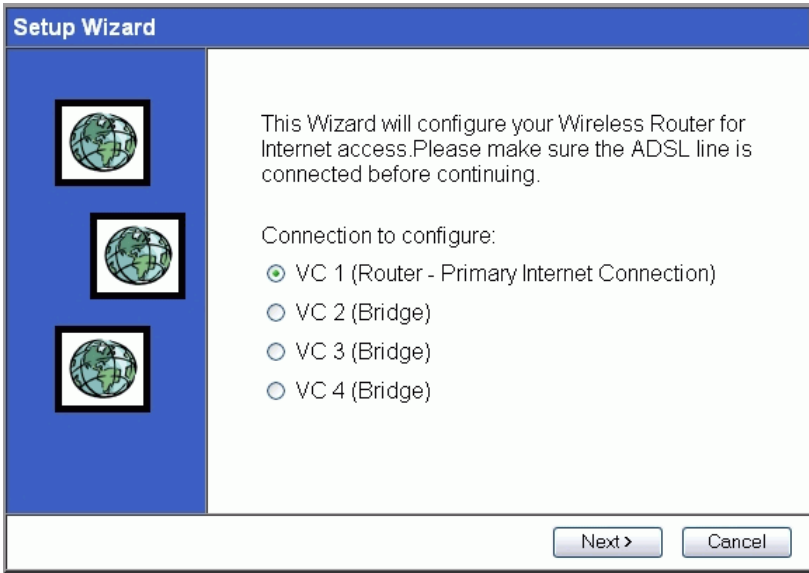 Setup Wizard
This Wizard will configure your Wireless Router for
Internet access.Please make sure the ADSL line is
connected before continuing.
Connection to configure:
VC 1 (Router - Primary Internet Connection)
VC 2 (Bridge)
VC 3 (Bridge)
VC 4 (Bridge)
Next >
Cancel